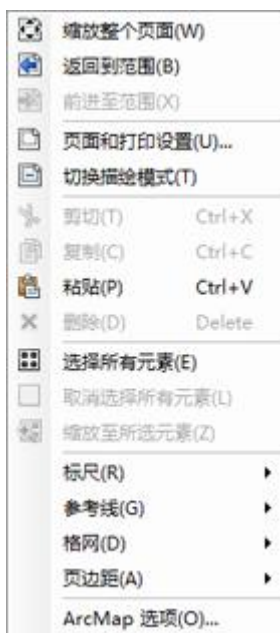 缩放整个页面(W)
返回到范围(B)
前进至范围(X)
页面和打印设置(U)...
切换描绘模式(T)
剪切(T) Ctrl+X
复制(C) Ctrl+C
粘贴(P) Ctrl+V
删除(D) Delete
选择所有元素(E)
取消选择所有元素(L)
缩放至所选元素(Z)
标尺(R)
参考线(G)
格网(D)
页边距(A)
ArcMap 选项(O)...